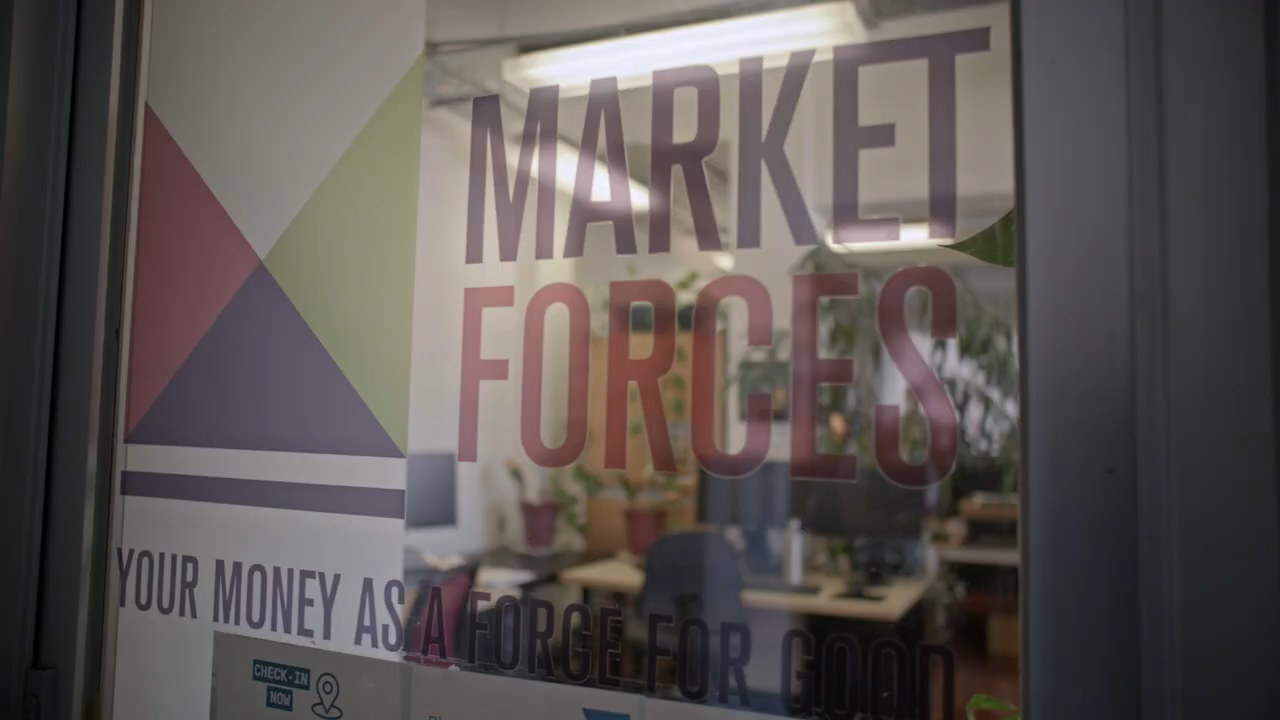 MARKET
FORCES
YOUR MONEY AS A FORCE FOR GOOD
CHECK-IN
NOW